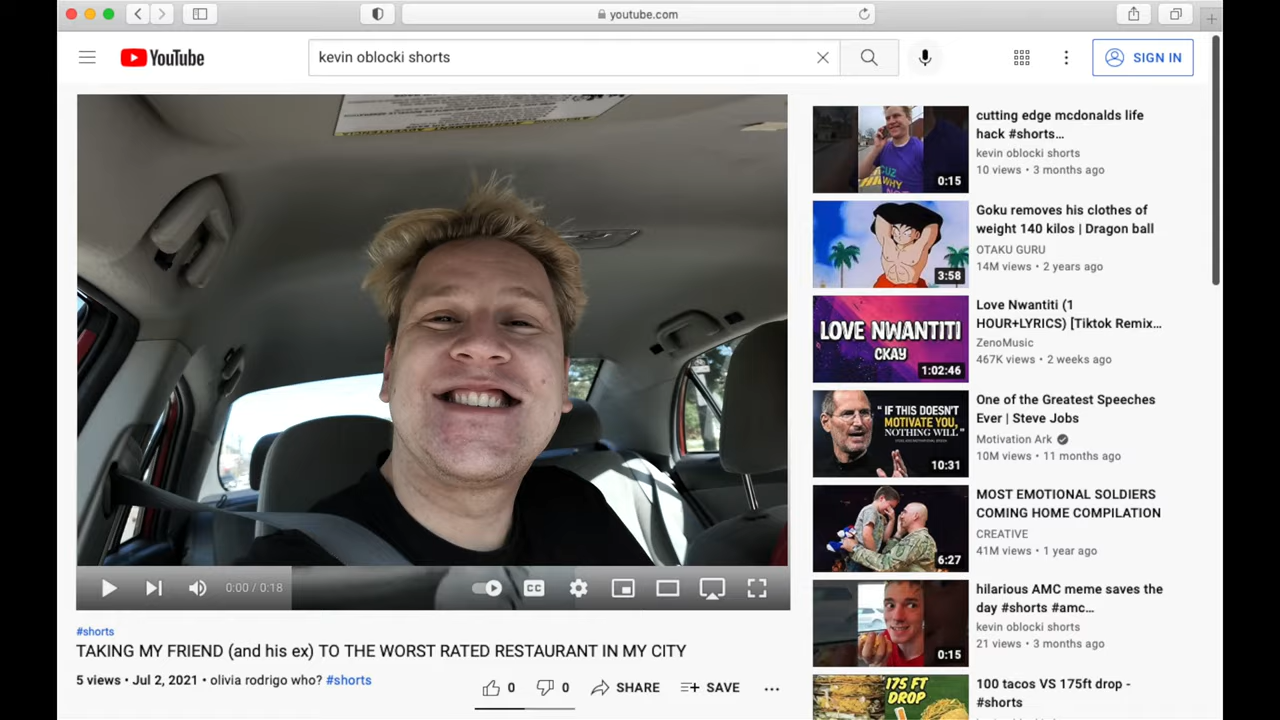 youtube.com
YouTube
kevin oblocki shorts
SIGN IN
cutting edge mcdonalds life
hack #shorts...
kevin oblocki shorts
10 views • 3 months ago
CUZ
WHY
NOT
0:15
Goku removes his clothes of
weight 140 kilos | Dragon ball
OTAKU GURU
14M views • 2 years ago
3:58
Love Nwantiti (1
HOUR+LYRICS) [Tiktok Remix...
ZenoMusic
467K views • 2 weeks ago
LOVE NWANTITI
CKAY
1:02:46
One of the Greatest Speeches
Ever | Steve Jobs
Motivation Ark
10M views • 11 months ago
"IF THIS DOESN'T
MOTIVATE YOU,
NOTHING WILL"
10:31
MOST EMOTIONAL SOLDIERS
COMING HOME COMPILATION
CREATIVE
41M views • 1 year ago
6:27
hilarious AMC meme saves the
day #shorts #amc...
kevin oblocki shorts
21 views • 3 months ago
0:15
100 tacos VS 175ft drop -
#shorts
175 FT
DROP
0:00 / 0:18
CC
#shorts
TAKING MY FRIEND (and his ex) TO THE WORST RATED RESTAURANT IN MY CITY
5 views • Jul 2, 2021 • olivia rodrigo who? #shorts
0
0
SHARE
SAVE